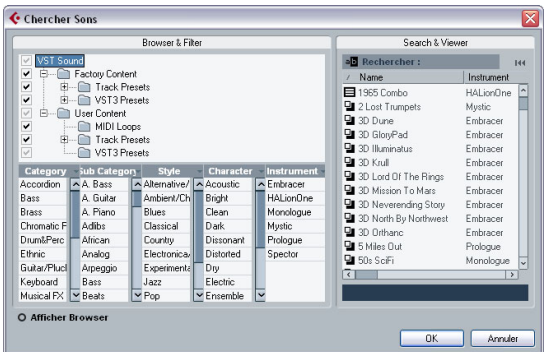 Chercher Sons
Browser & Filter
VST Sound
Factory Content
Track Presets
VST3 Presets
User Content
MIDI Loops
Track Presets
VST3 Presets
Category Sub Category Style Character Instrument
Accordion A. Bass Alternative/ Acoustic Embracer
Bass A. Guitar Ambient/Ch Bright HALionOne
Brass A. Piano Blues Clean Monologue
Chromatic F Adlibs Classical Dark Mystic
Drum&Perc African Country Dissonant Prologue
Ethnic Analog Electronica/ Distorted Spector
Guitar/Pluck Arpeggio Experimenta Dry
Keyboard Bass Jazz Electric
Musical FX Beats Pop Ensemble
Afficher Browser
Search & Viewer
Rechercher :
/ Name Instrument
1965 Combo HALionOne
2 Lost Trumpets Mystic
3D Dune Embracer
3D GloryPad Embracer
3D Illuminatus Embracer
3D Krull Embracer
3D Lord Of The Rings Embracer
3D Mission To Mars Embracer
3D Neverending Story Embracer
3D North By Northwest Embracer
3D Orthanc Embracer
5 Miles Out Prologue
50s SciFi Monologue
OK Annuler